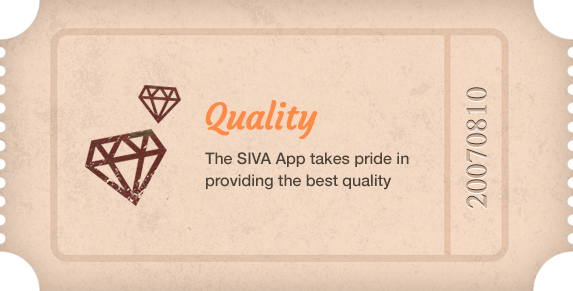 Quality
The SIVA App takes pride in
providing the best quality
20070810